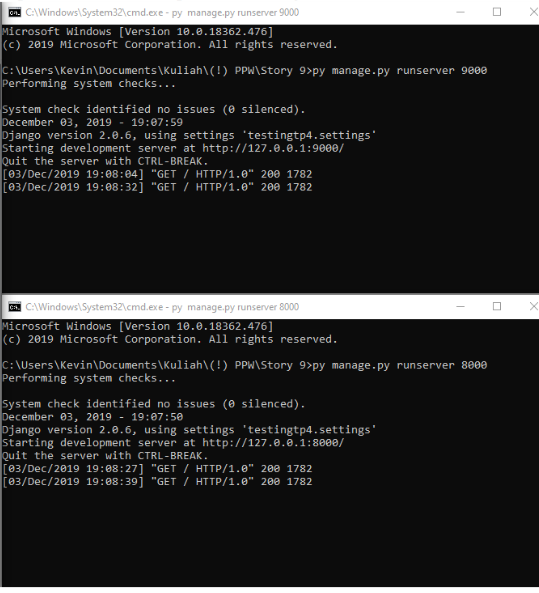 C:\Windows\System32\cmd.exe - py manage.py runserver 9000
Microsoft Windows [Version 10.0.18362.476]
(c) 2019 Microsoft Corporation. All rights reserved.
C:\Users\Kevin\Documents\Kuliah\(!) PPW\Story 9>py manage.py runserver 9000
Performing system checks...
System check identified no issues (0 silenced).
December 03, 2019 - 19:07:59
Django version 2.0.6, using settings 'testingtp4.settings'
Starting development server at http://127.0.0.1:9000/
Quit the server with CTRL-BREAK.
[03/Dec/2019 19:08:04] "GET / HTTP/1.0" 200 1782
[03/Dec/2019 19:08:32] "GET / HTTP/1.0" 200 1782
C:\Windows\System32\cmd.exe - py manage.py runserver 8000
Microsoft Windows [Version 10.0.18362.476]
(c) 2019 Microsoft Corporation. All rights reserved.
C:\Users\Kevin\Documents\Kuliah\(!) PPW\Story 9>py manage.py runserver 8000
Performing system checks...
System check identified no issues (0 silenced).
December 03, 2019 - 19:07:50
Django version 2.0.6, using settings 'testingtp4.settings'
Starting development server at http://127.0.0.1:8000/
Quit the server with CTRL-BREAK.
[03/Dec/2019 19:08:27] "GET / HTTP/1.0" 200 1782
[03/Dec/2019 19:08:39] "GET / HTTP/1.0" 200 1782